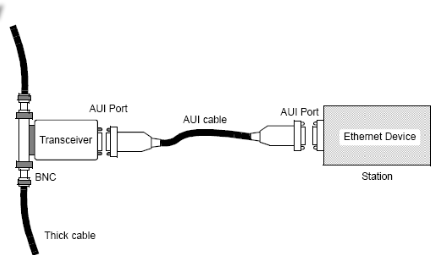 AUI Port
AUI cable
AUI Port
Transceiver
Ethernet Device
BNC
Station
Thick cable